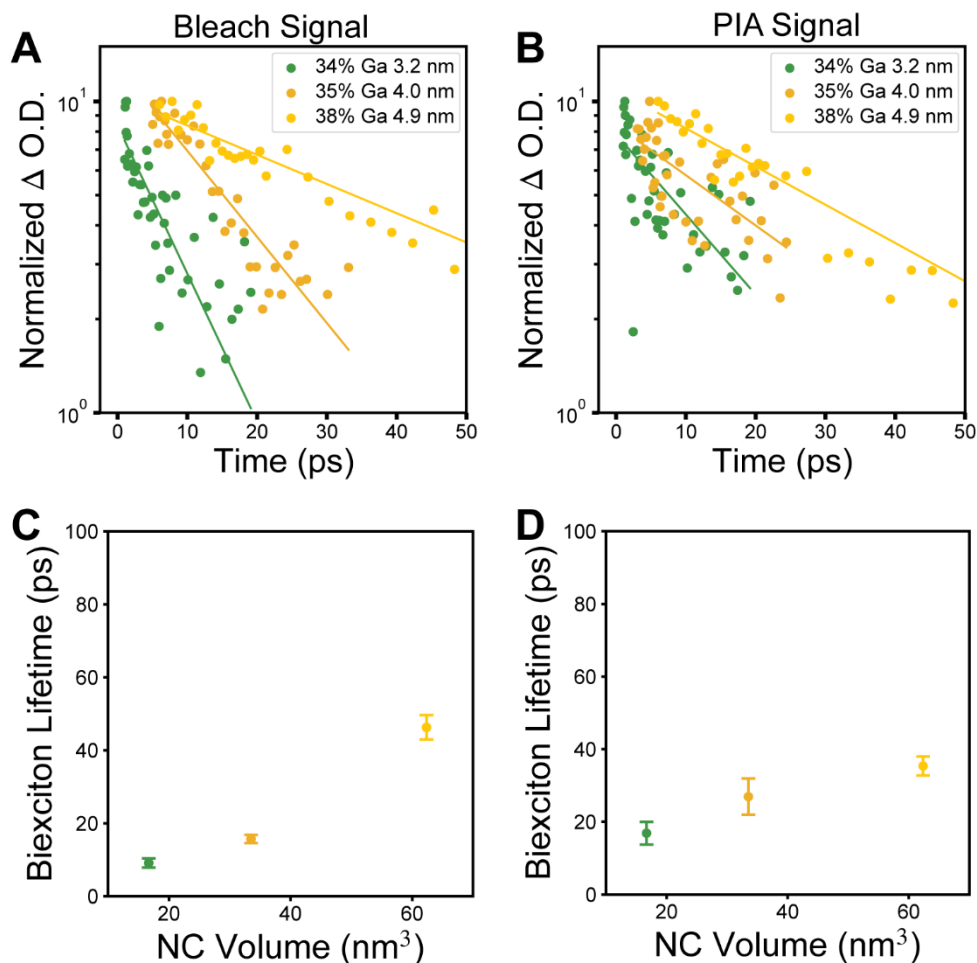 A
Bleach Signal
34% Ga 3.2 nm
35% Ga 4.0 nm
38% Ga 4.9 nm
Normalized Δ O.D.
10¹
10⁰
0 10 20 30 40 50
Time (ps)
B
PIA Signal
34% Ga 3.2 nm
35% Ga 4.0 nm
38% Ga 4.9 nm
Normalized Δ O.D.
10¹
10⁰
0 10 20 30 40 50
Time (ps)
C
Biexciton Lifetime (ps)
100
80
60
40
20
0
20 40 60
NC Volume (nm³)
D
Biexciton Lifetime (ps)
100
80
60
40
20
0
20 40 60
NC Volume (nm³)